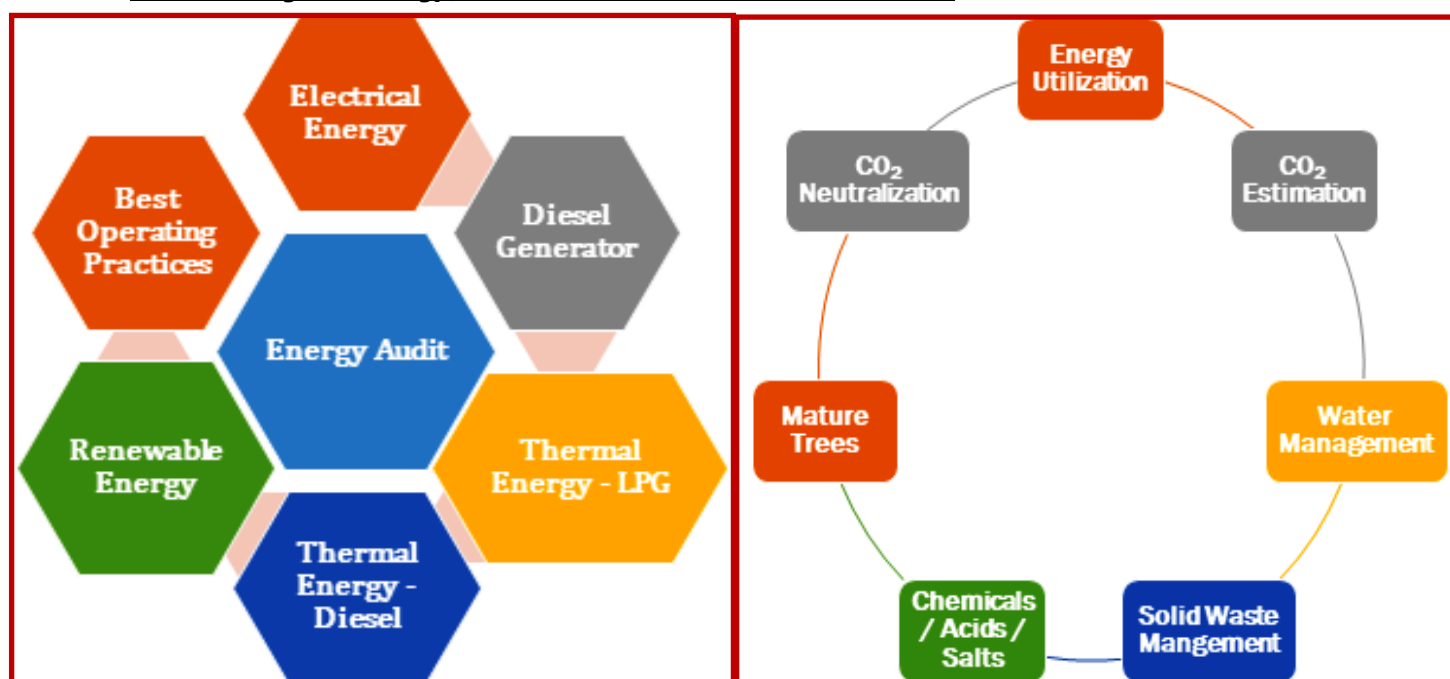 Electrical
Energy
Best
Operating
Practices
Diesel
Generator
Energy Audit
Renewable
Energy
Thermal
Energy - LPG
Thermal
Energy -
Diesel
Energy
Utilization
CO₂
Neutralization
CO₂
Estimation
Mature
Trees
Water
Management
Chemicals
/ Acids /
Salts
Solid Waste
Mangement